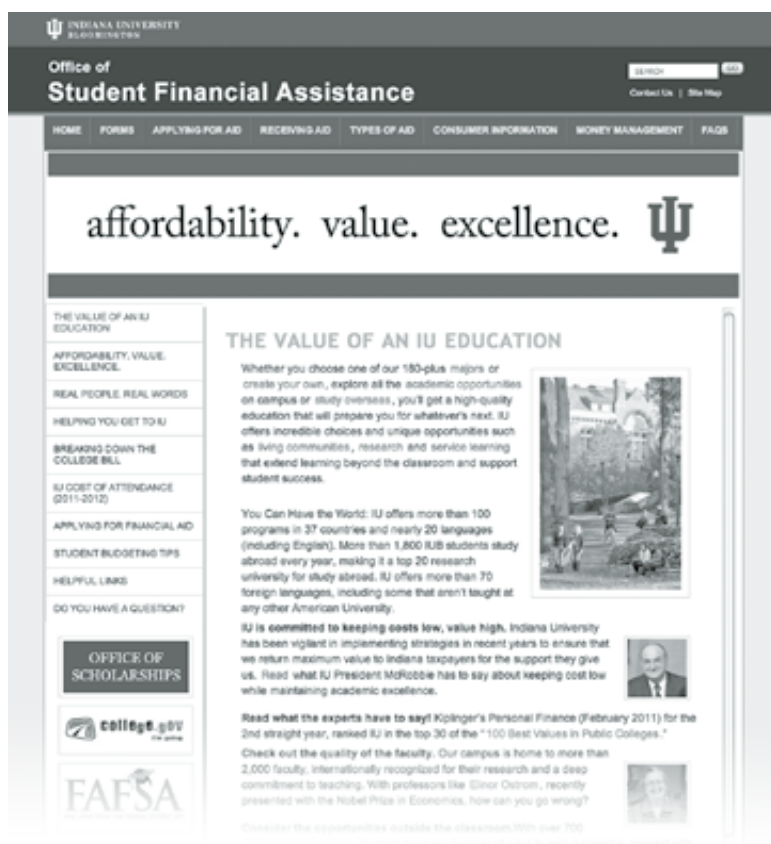 INDIANA UNIVERSITY
BLOOMINGTON
Office of
Student Financial Assistance
SEARCH GO
Contact Us | Site Map
HOME FORMS APPLYING FOR AID RECEIVING AID TYPES OF AID CONSUMER INFORMATION MONEY MANAGEMENT FAQS
affordability. value. excellence.
THE VALUE OF AN IU
EDUCATION
AFFORDABILITY. VALUE.
EXCELLENCE.
REAL PEOPLE. REAL WORDS
HELPING YOU GET TO IU
BREAKING DOWN THE
COLLEGE BILL
IU COST OF ATTENDANCE
(2011-2012)
APPLYING FOR FINANCIAL AID
STUDENT BUDGETING TIPS
HELPFUL LINKS
DO YOU HAVE A QUESTION?
OFFICE OF
SCHOLARSHIPS
college.gov
FAFSA
THE VALUE OF AN IU EDUCATION
Whether you choose one of our 180-plus majors or
create your own, explore all the academic opportunities
on campus or study overseas, you'll get a high-quality
education that will prepare you for whatever's next. IU
offers incredible choices and unique opportunities such
as living communities, research and service learning
that extend learning beyond the classroom and support
student success.
You Can Have the World: IU offers more than 100
programs in 37 countries and nearly 20 languages
(including English). More than 1,800 IUB students study
abroad every year, making it a top 20 research
university for study abroad. IU offers more than 70
foreign languages, including some that aren't taught at
any other American University.
IU is committed to keeping costs low, value high. Indiana University
has been vigilant in implementing strategies in recent years to ensure that
we return maximum value to Indiana taxpayers for the support they give
us. Read what IU President McRobbie has to say about keeping cost low
while maintaining academic excellence.
Read what the experts have to say! Kiplinger's Personal Finance (February 2011) for the
2nd straight year, ranked IU in the top 30 of the "100 Best Values in Public Colleges."
Check out the quality of the faculty. Our campus is home to more than
2,000 faculty, internationally recognized for their research and a deep
commitment to teaching. With professors like Elinor Ostrom, recently
presented with the Nobel Prize in Economics, how can you go wrong?
Consider the opportunities outside the classroom. With over 700